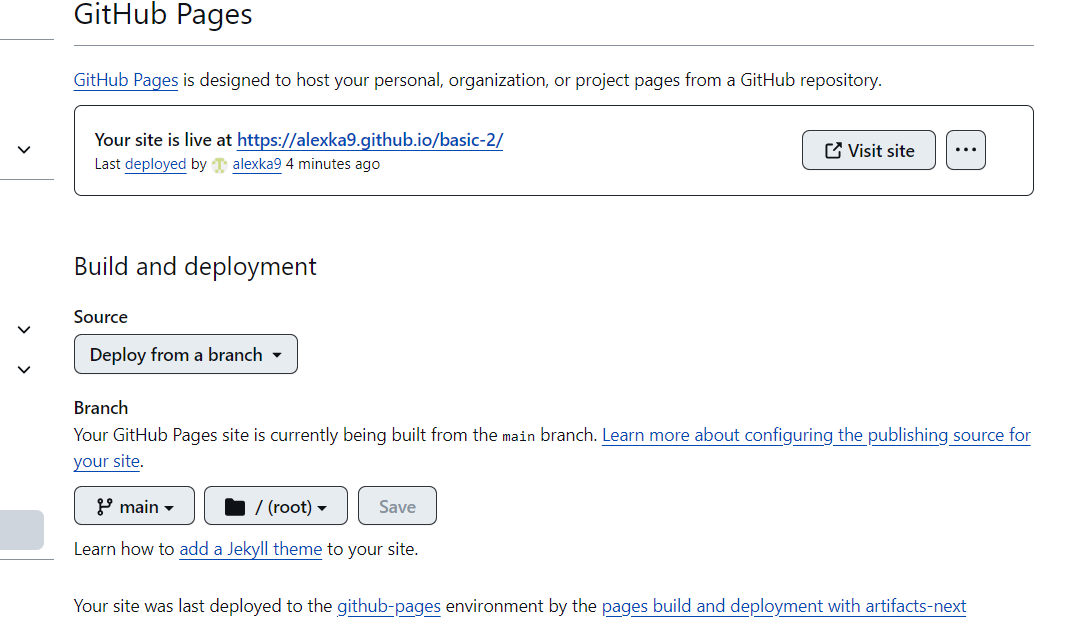 GitHub Pages
GitHub Pages is designed to host your personal, organization, or project pages from a GitHub repository.
Your site is live at https://alexka9.github.io/basic-2/
Last deployed by alexka9 4 minutes ago
Visit site
Build and deployment
Source
Deploy from a branch
Branch
Your GitHub Pages site is currently being built from the main branch. Learn more about configuring the publishing source for
your site.
main / (root) Save
Learn how to add a Jekyll theme to your site.
Your site was last deployed to the github-pages environment by the pages build and deployment with artifacts-next